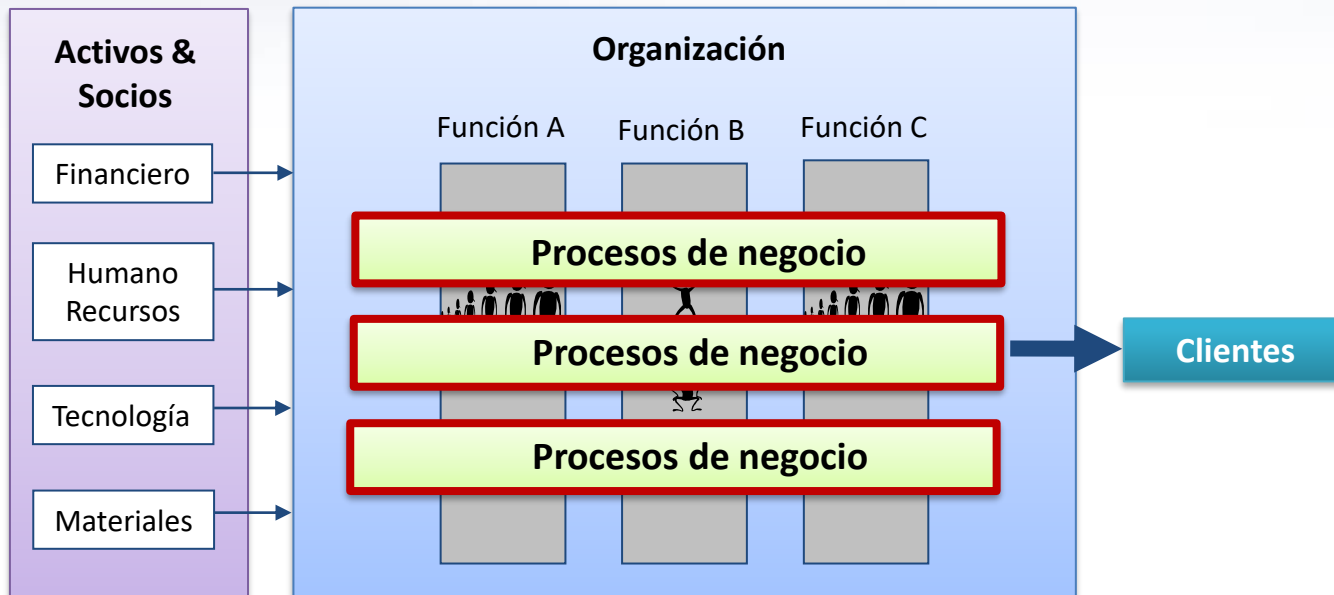 Activos &
Socios
Financiero
Humano
Recursos
Tecnología
Materiales
Organización
Función A
Función B
Función C
Procesos de negocio
Procesos de negocio
Procesos de negocio
Clientes